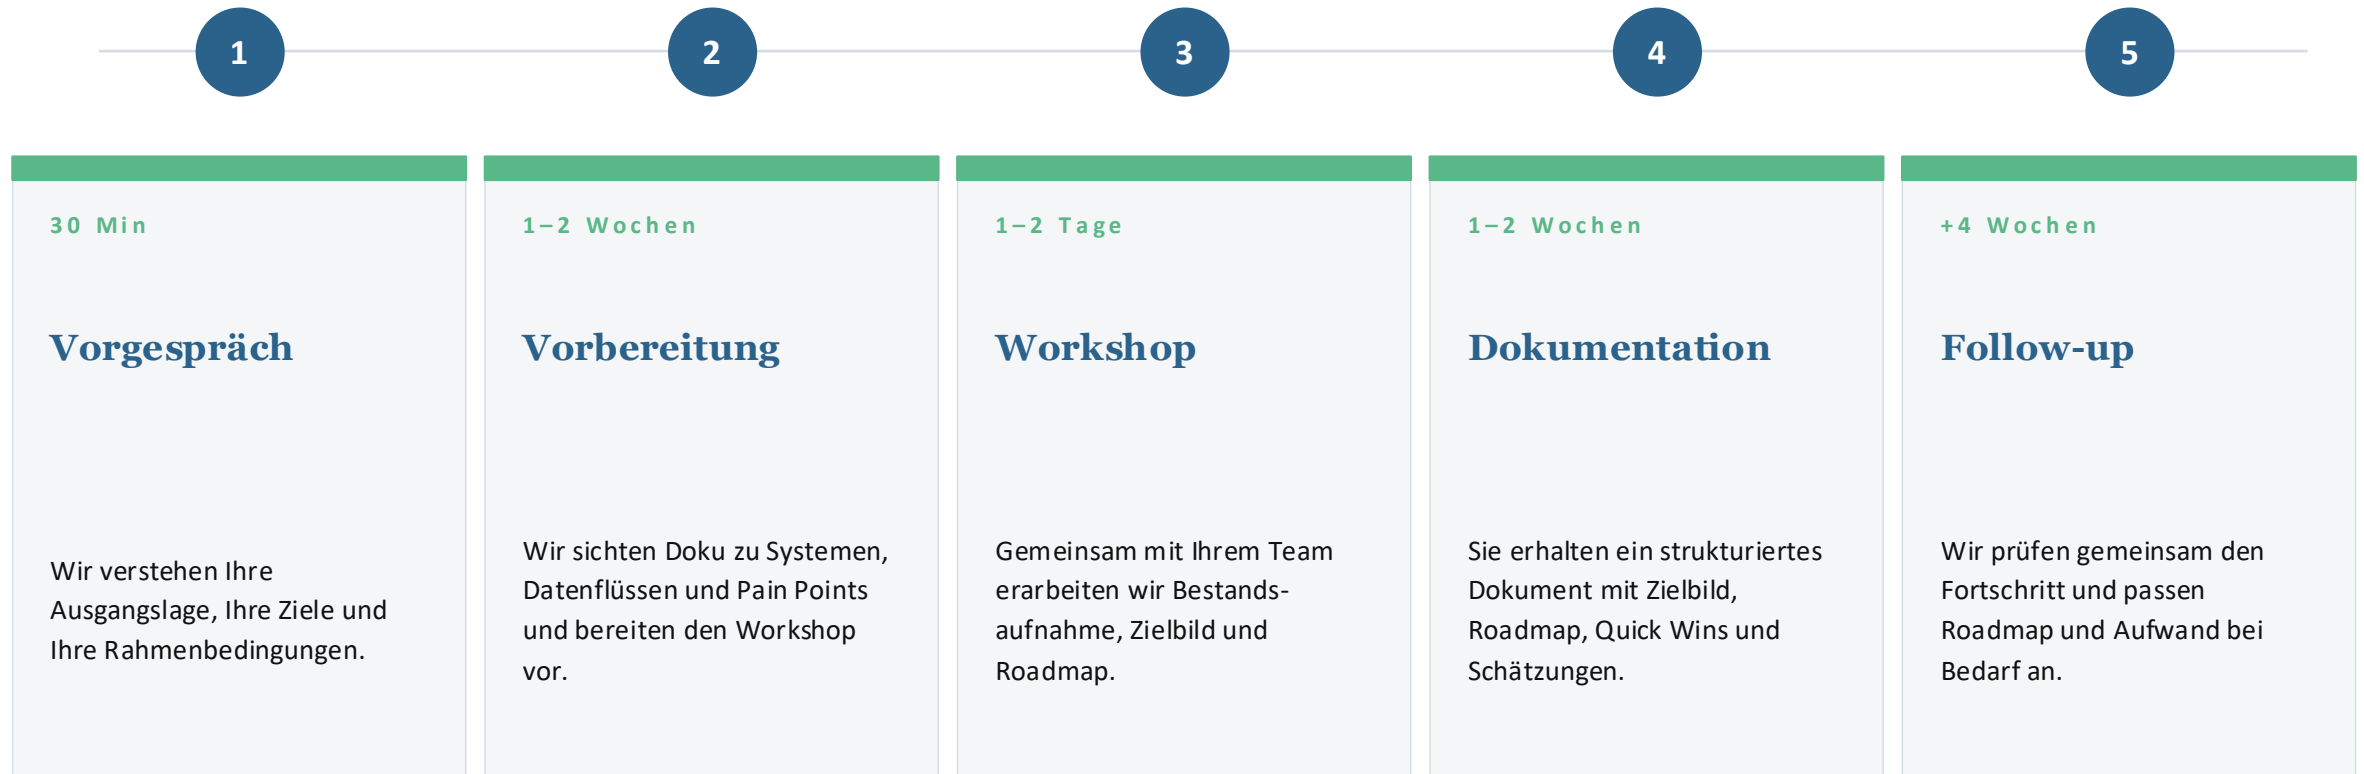 1
2
3
4
5
30 Min
Vorgespräch
Wir verstehen Ihre
Ausgangslage, Ihre Ziele und
Ihre Rahmenbedingungen.
1–2 Wochen
Vorbereitung
Wir sichten Doku zu Systemen,
Datenflüssen und Pain Points
und bereiten den Workshop
vor.
1–2 Tage
Workshop
Gemeinsam mit Ihrem Team
erarbeiten wir Bestands-
aufnahme, Zielbild und
Roadmap.
1–2 Wochen
Dokumentation
Sie erhalten ein strukturiertes
Dokument mit Zielbild,
Roadmap, Quick Wins und
Schätzungen.
+4 Wochen
Follow-up
Wir prüfen gemeinsam den
Fortschritt und passen
Roadmap und Aufwand bei
Bedarf an.